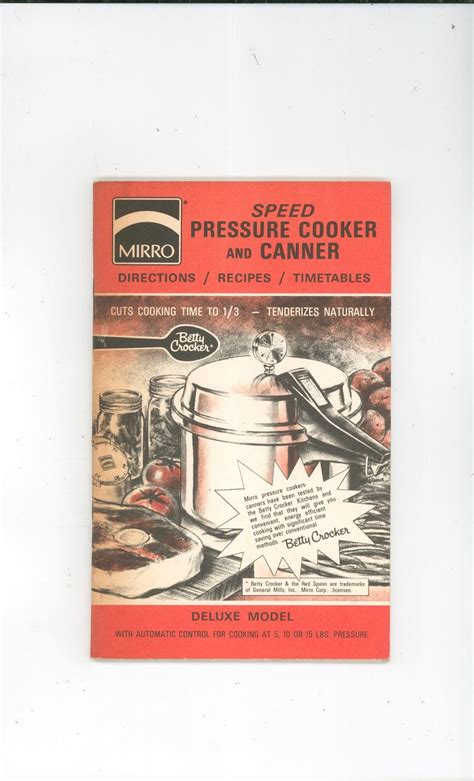 MIRRO
®
SPEED
PRESSURE COOKER
AND CANNER
DIRECTIONS / RECIPES / TIMETABLES
CUTS COOKING TIME TO 1/3 — TENDERIZES NATURALLY
Betty
Crocker®
Mirro pressure cookers-
canners have been tested by
the Betty Crocker Kitchens and
we find that they will give you
convenient, energy efficient
cooking with significant time
saving over conventional
methods. Betty Crocker
* Betty Crocker & the Red Spoon are trademarks
of General Mills, Inc. Mirro Corp...licensee.
DELUXE MODEL
WITH AUTOMATIC CONTROL FOR COOKING AT 5, 10 OR 15 LBS. PRESSURE